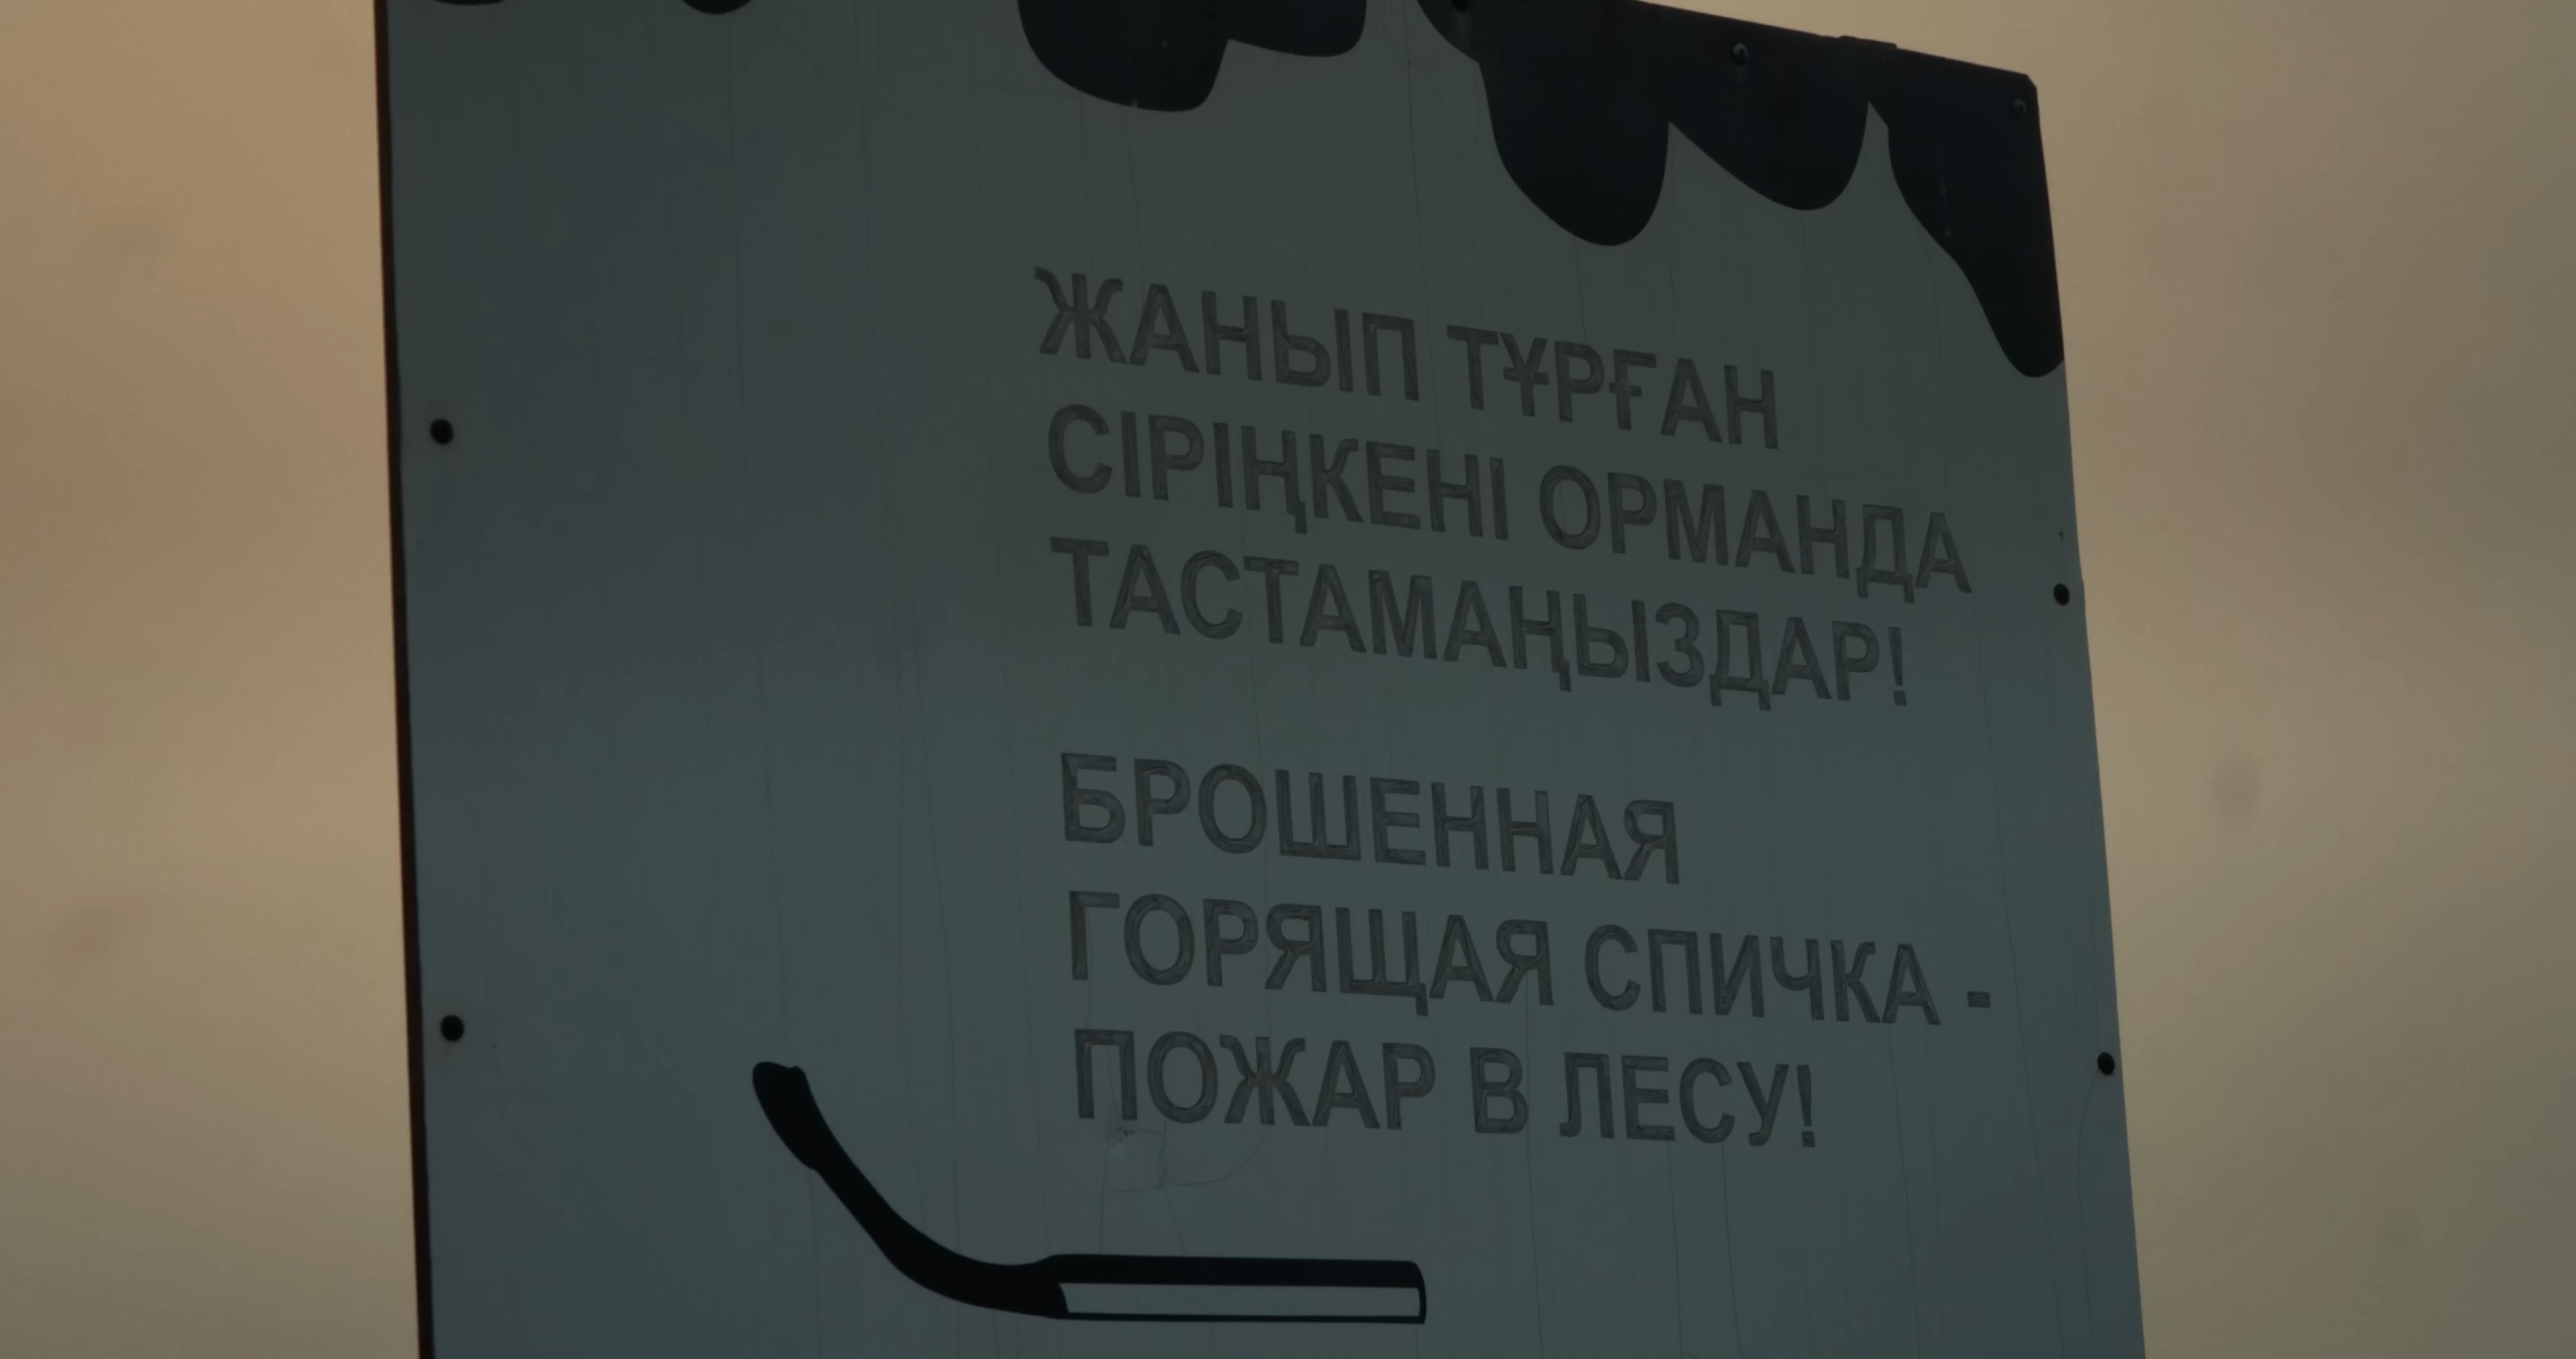 ЖАНЫП ТҰРҒАН
СІРІҢКЕНІ ОРМАНДА
ТАСТАМАҢЫЗДАР!
БРОШЕННАЯ
ГОРЯЩАЯ СПИЧКА -
ПОЖАР В ЛЕСУ!